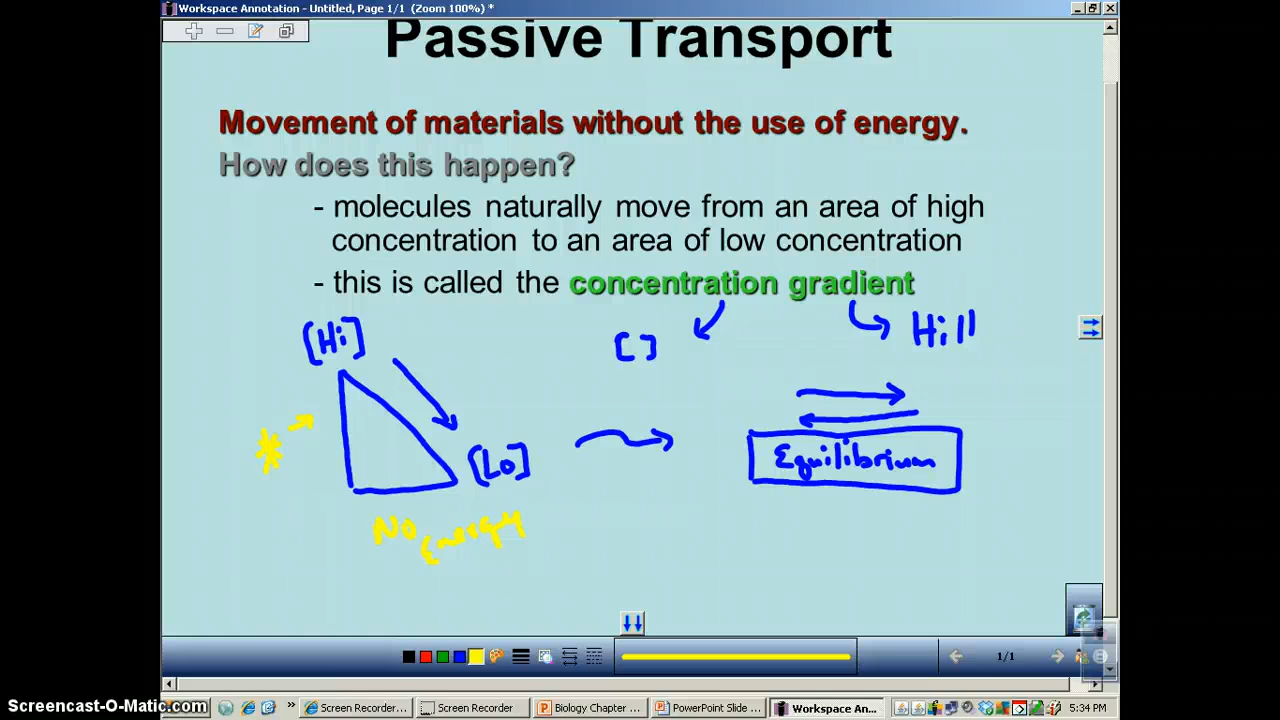 Workspace Annotation - Untitled, Page 1/1 (Zoom 100%) *
Passive Transport
Movement of materials without the use of energy.
How does this happen?
- molecules naturally move from an area of high
concentration to an area of low concentration
- this is called the concentration gradient
[Hi]
[ ]
Hill
[Lo]
Equilibrium
*
No energy
1/1
Screencast-O-Matic.com
Screen Recorder...
Screen Recorder
Biology Chapter ...
PowerPoint Slide ...
Workspace Ann...
5:34 PM